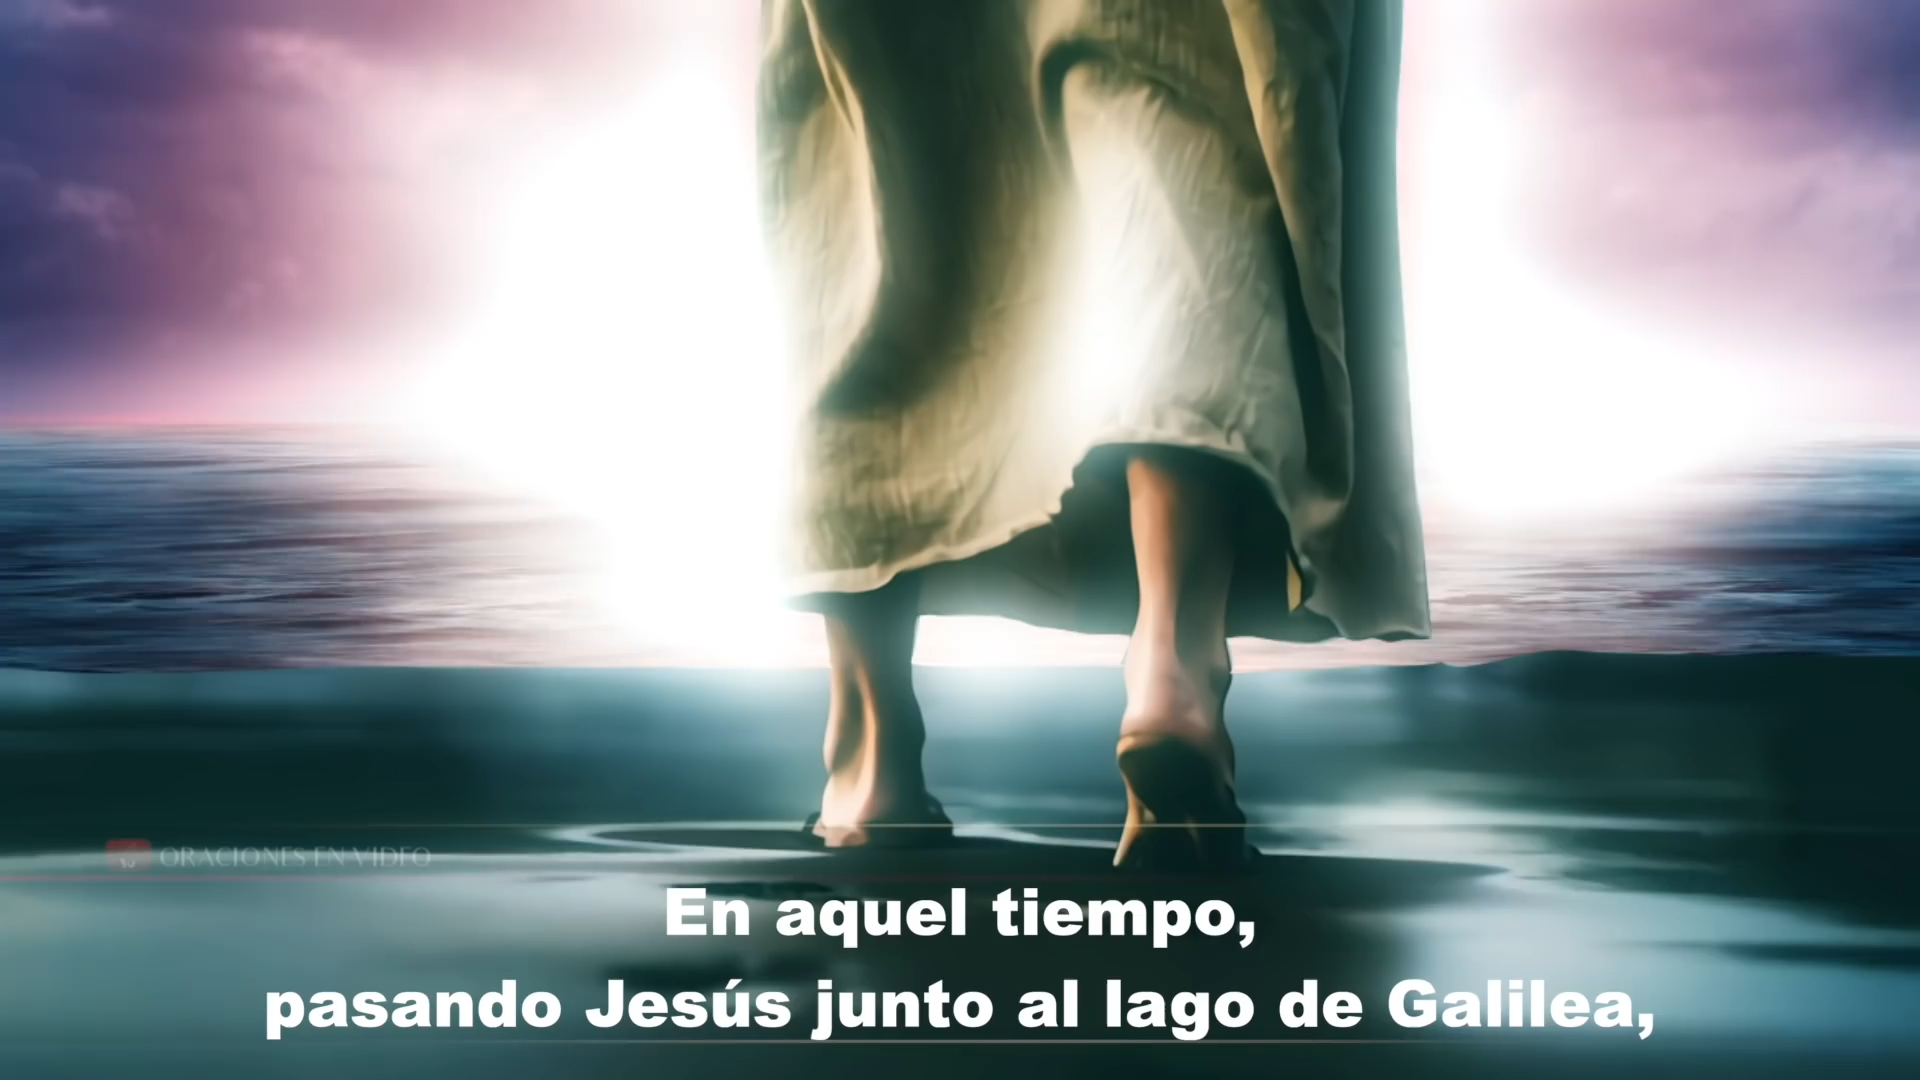 ORACIONES EN VIDEO
En aquel tiempo,
pasando Jesús junto al lago de Galilea,